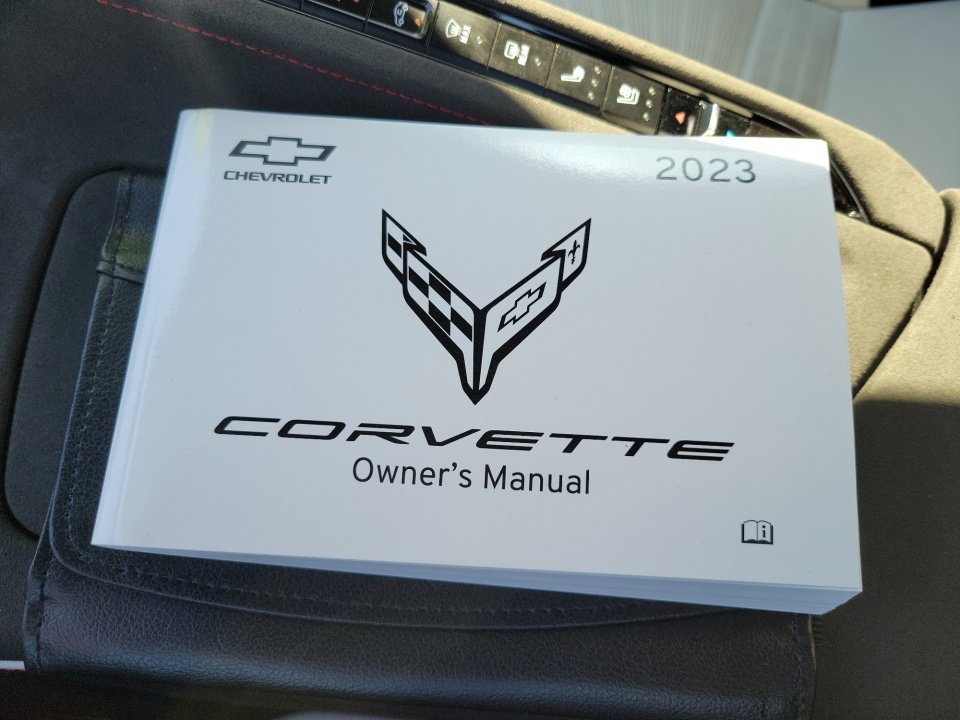 CHEVROLET
2023
CORVETTE
Owner's Manual
i